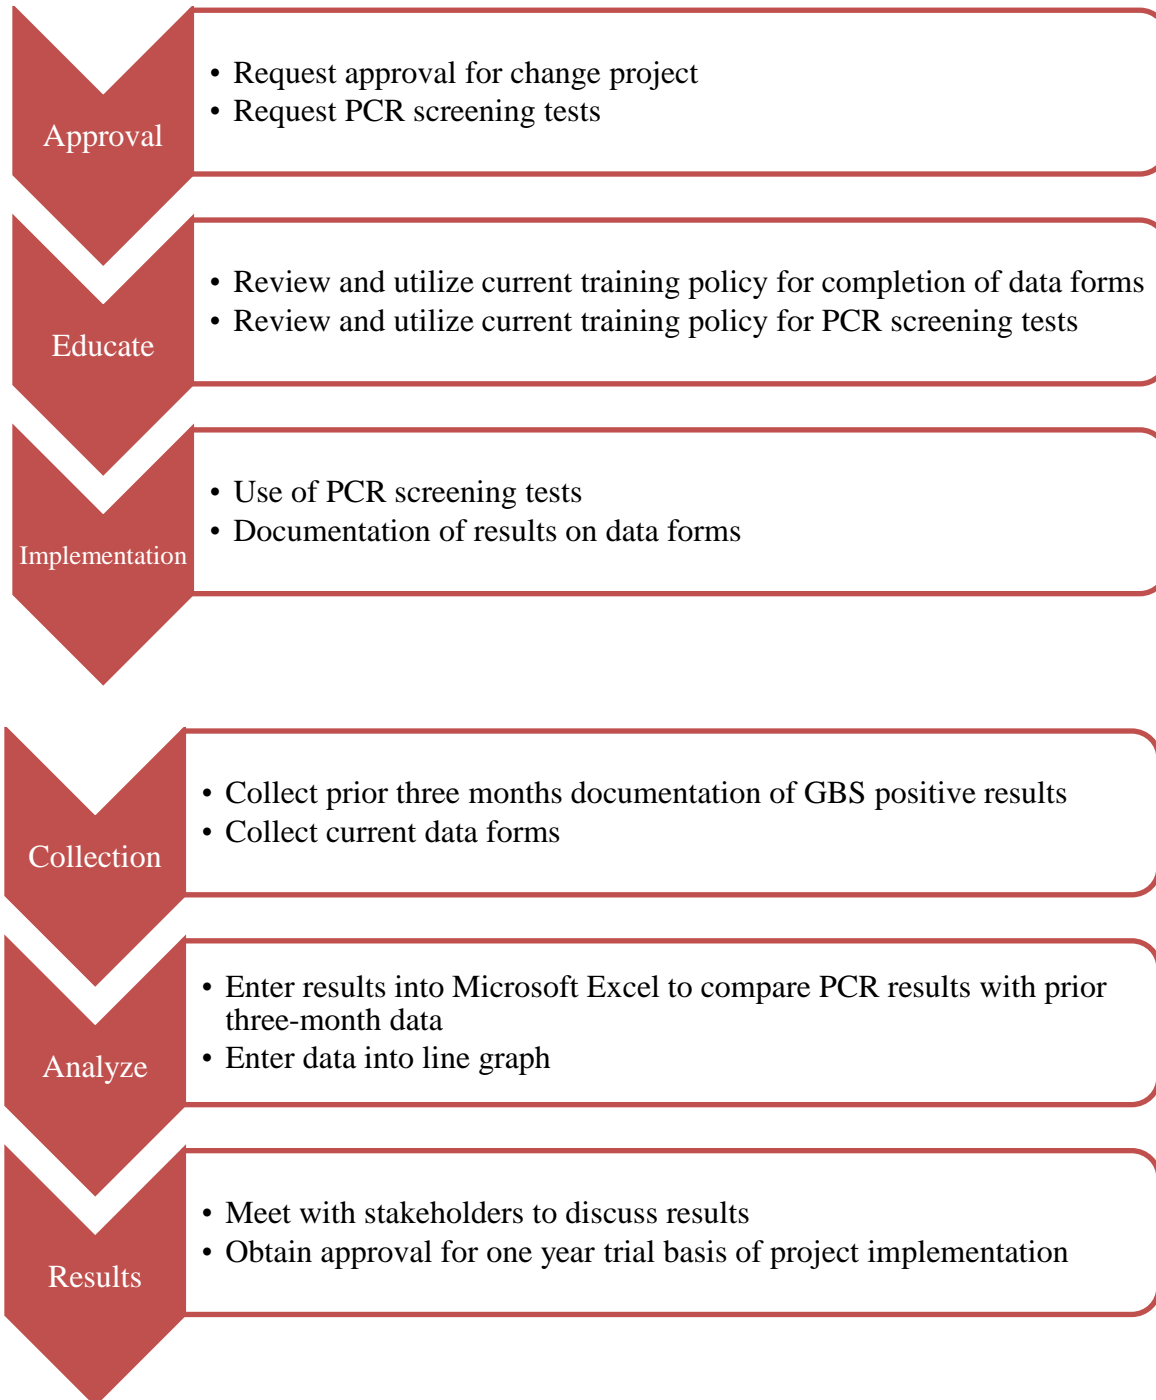 Approval
• Request approval for change project
• Request PCR screening tests
Educate
• Review and utilize current training policy for completion of data forms
• Review and utilize current training policy for PCR screening tests
Implementation
• Use of PCR screening tests
• Documentation of results on data forms
Collection
• Collect prior three months documentation of GBS positive results
• Collect current data forms
Analyze
• Enter results into Microsoft Excel to compare PCR results with prior
three-month data
• Enter data into line graph
Results
• Meet with stakeholders to discuss results
• Obtain approval for one year trial basis of project implementation